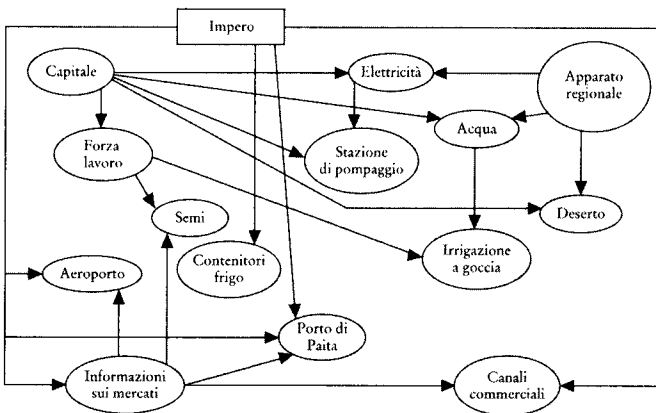 Impero
Capitale
Elettricità
Apparato
regionale
Acqua
Forza
lavoro
Stazione
di pompaggio
Semi
Deserto
Contenitori
frigo
Irrigazione
a goccia
Aeroporto
Porto di
Paita
Informazioni
sui mercati
Canali
commerciali